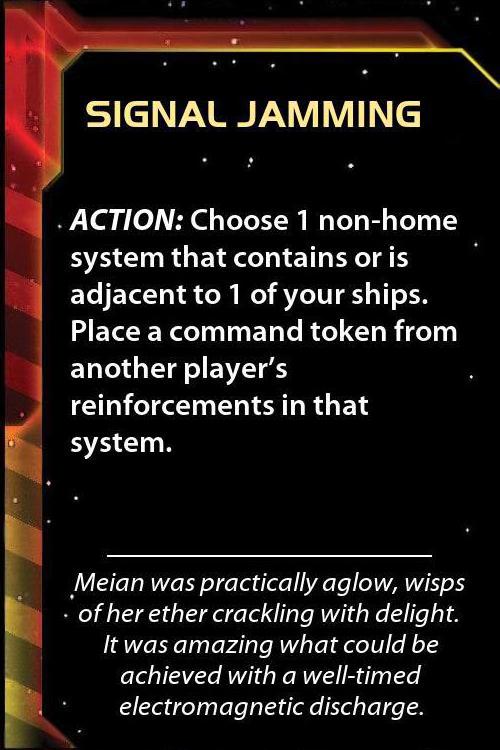 SIGNAL JAMMING
ACTION: Choose 1 non-home
system that contains or is
adjacent to 1 of your ships.
Place a command token from
another player’s
reinforcements in that
system.
Meian was practically aglow, wisps
of her ether crackling with delight.
It was amazing what could be
achieved with a well-timed
electromagnetic discharge.